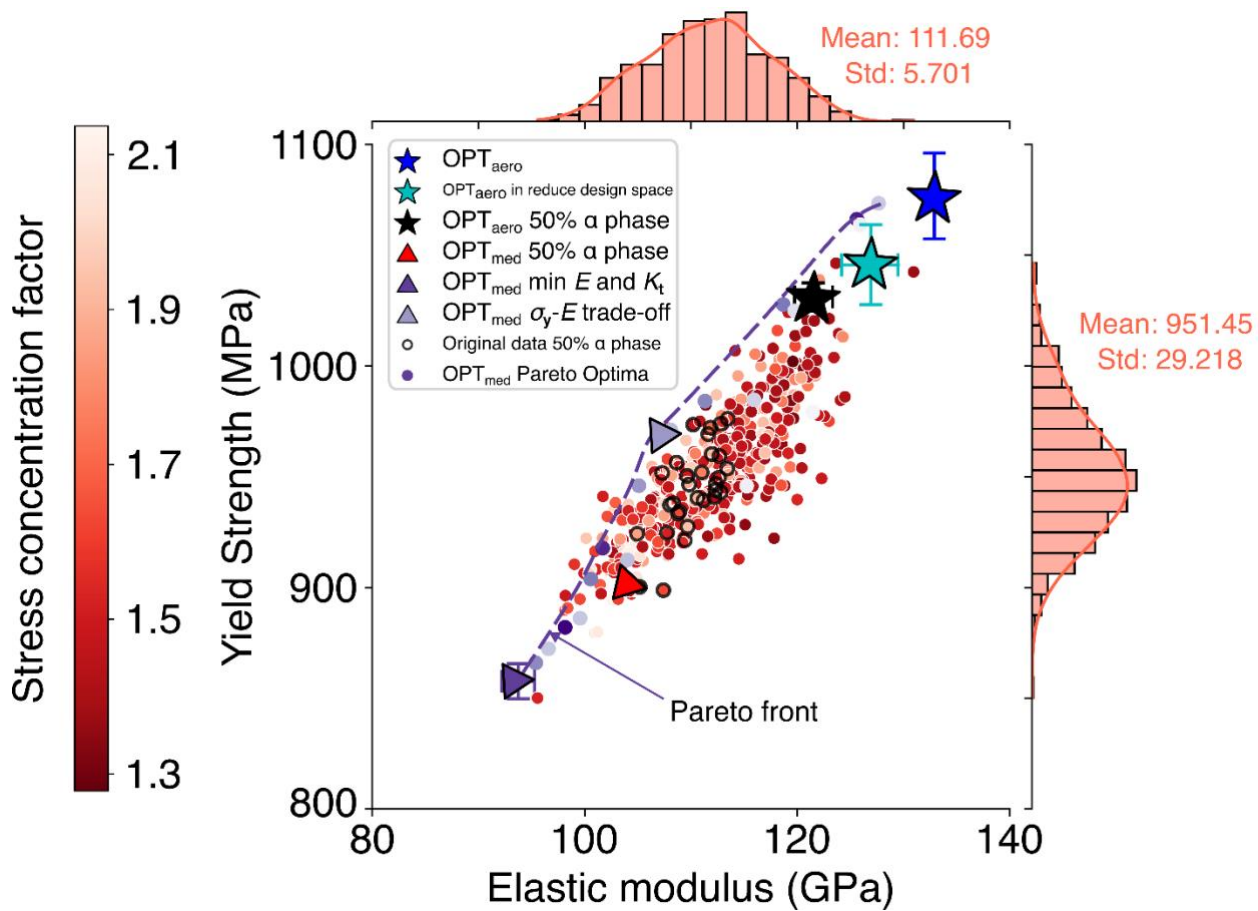 Mean: 111.69
Std: 5.701
Stress concentration factor
2.1
1.9
1.7
1.5
1.3
Yield Strength (MPa)
1100
1000
900
800
OPTaero
OPTaero in reduce design space
OPTaero 50% α phase
OPTmed 50% α phase
OPTmed min E and Kt
OPTmed σy-E trade-off
Original data 50% α phase
OPTmed Pareto Optima
Pareto front
Mean: 951.45
Std: 29.218
80
100
120
140
Elastic modulus (GPa)